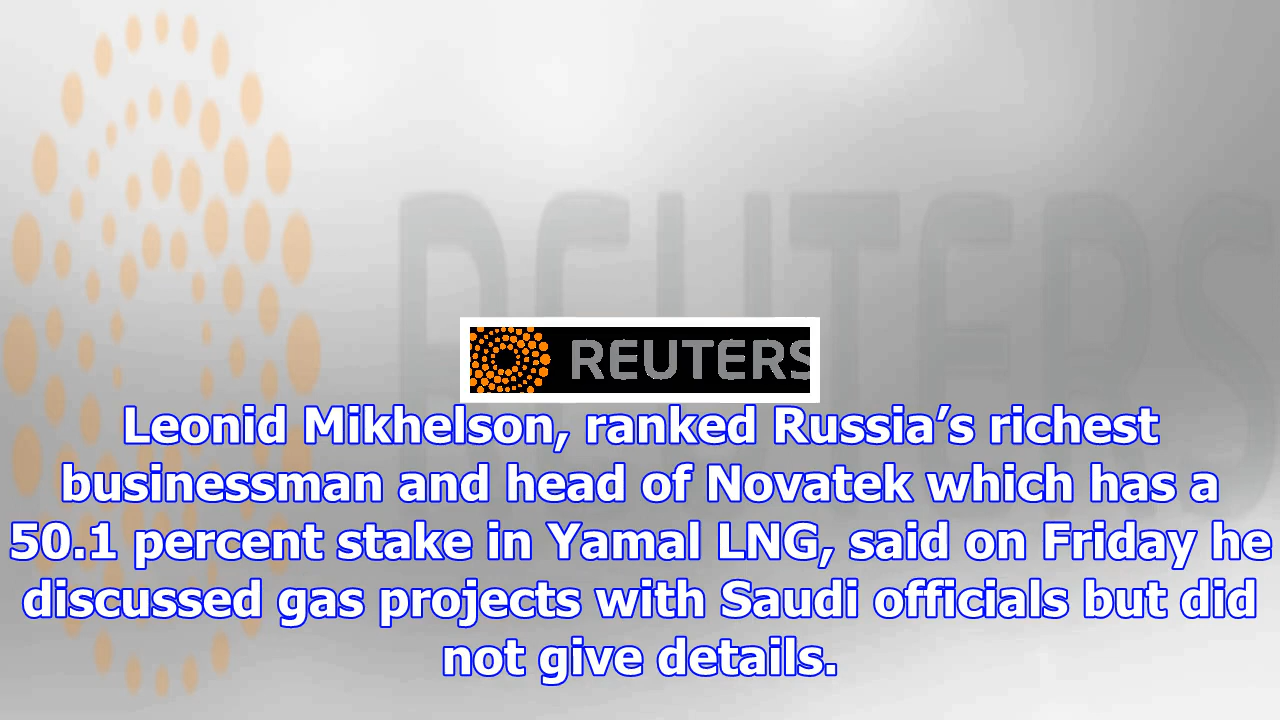 REUTERS
REUTERS
Leonid Mikhelson, ranked Russia’s richest
businessman and head of Novatek which has a
50.1 percent stake in Yamal LNG, said on Friday he
discussed gas projects with Saudi officials but did
not give details.